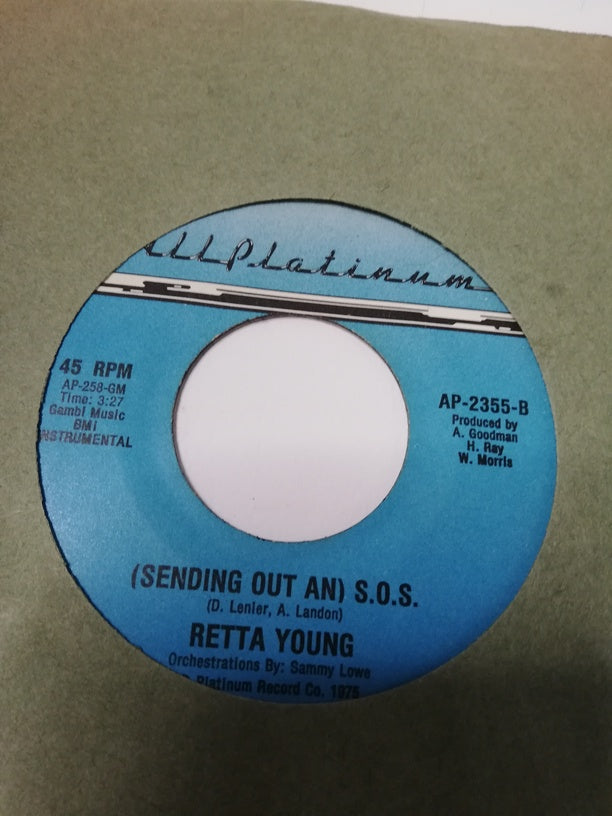 llPlatinum
45 RPM
AP-258-GM
Time: 3:27
Gambi Music
BMI
NSTRUMENTAL
AP-2355-B
Produced by
A. Goodman
H. Ray
W. Morris
(SENDING OUT AN) S.O.S.
(D. Lenier, A. Landon)
RETTA YOUNG
Orchestrations By: Sammy Lowe
Platinum Record Co. 1975